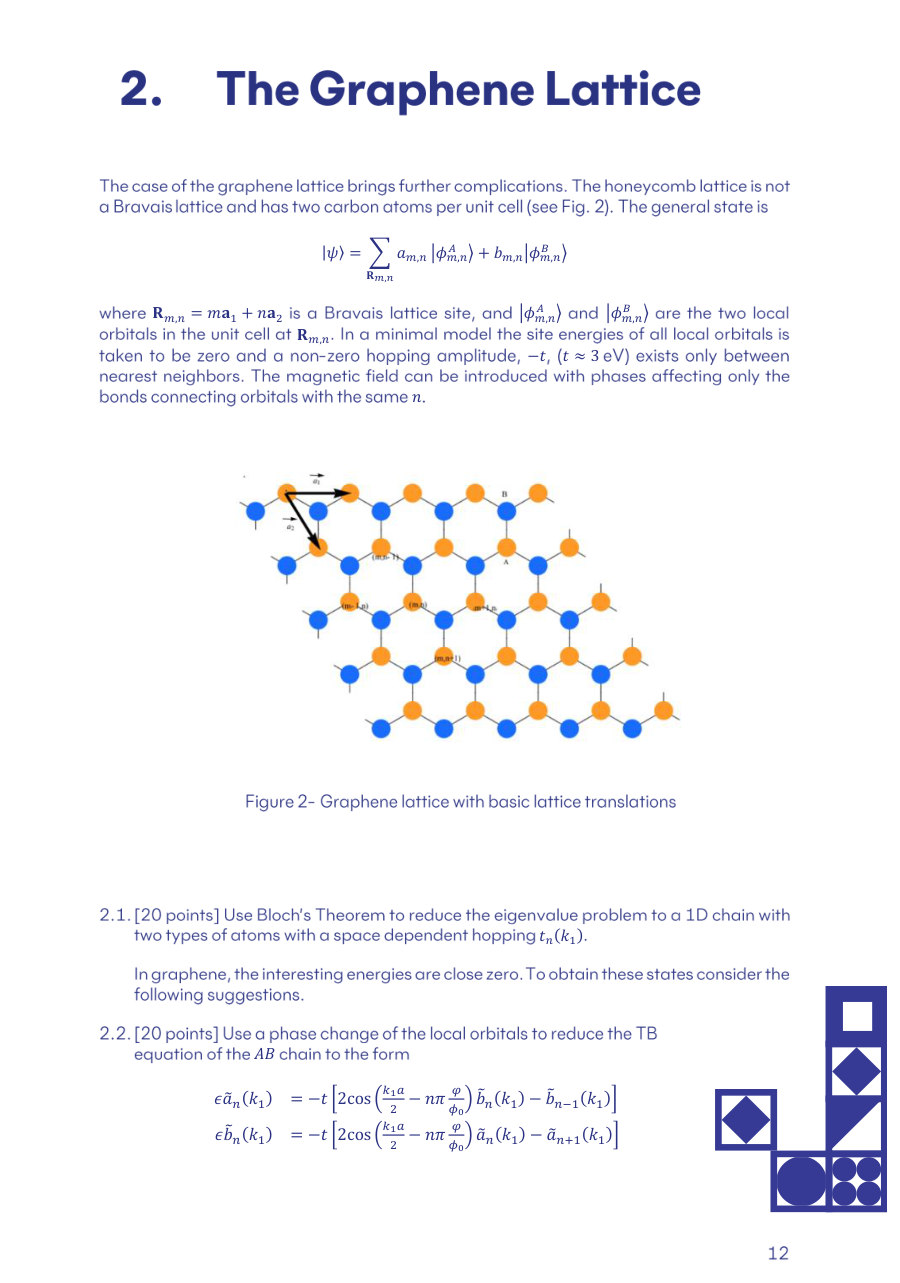 2. The Graphene Lattice
The case of the graphene lattice brings further complications. The honeycomb lattice is not
a Bravais lattice and has two carbon atoms per unit cell (see Fig. 2). The general state is
|ψ⟩ = ∑_{𝐑_{m,n}} a_{m,n} |ϕ^A_{m,n}⟩ + b_{m,n}|ϕ^B_{m,n}⟩
where 𝐑_{m,n} = m𝐚_1 + n𝐚_2 is a Bravais lattice site, and |ϕ^A_{m,n}⟩ and |ϕ^B_{m,n}⟩ are the two local
orbitals in the unit cell at 𝐑_{m,n}. In a minimal model the site energies of all local orbitals is
taken to be zero and a non-zero hopping amplitude, −t, (t ≈ 3 eV) exists only between
nearest neighbors. The magnetic field can be introduced with phases affecting only the
bonds connecting orbitals with the same n.
a_1
B
a_2
(m,n-1)
A
(m-1,n) (m,n) m+1,n
(m,n+1)
Figure 2- Graphene lattice with basic lattice translations
2.1. [20 points] Use Bloch's Theorem to reduce the eigenvalue problem to a 1D chain with
two types of atoms with a space dependent hopping t_n(k_1).
In graphene, the interesting energies are close zero. To obtain these states consider the
following suggestions.
2.2. [20 points] Use a phase change of the local orbitals to reduce the TB
equation of the AB chain to the form
ϵã_n(k_1) = −t [2cos (k_1a/2 − nπ φ/ϕ_0) b̃_n(k_1) − b̃_{n−1}(k_1)]
ϵb̃_n(k_1) = −t [2cos (k_1a/2 − nπ φ/ϕ_0) ã_n(k_1) − ã_{n+1}(k_1)]
12